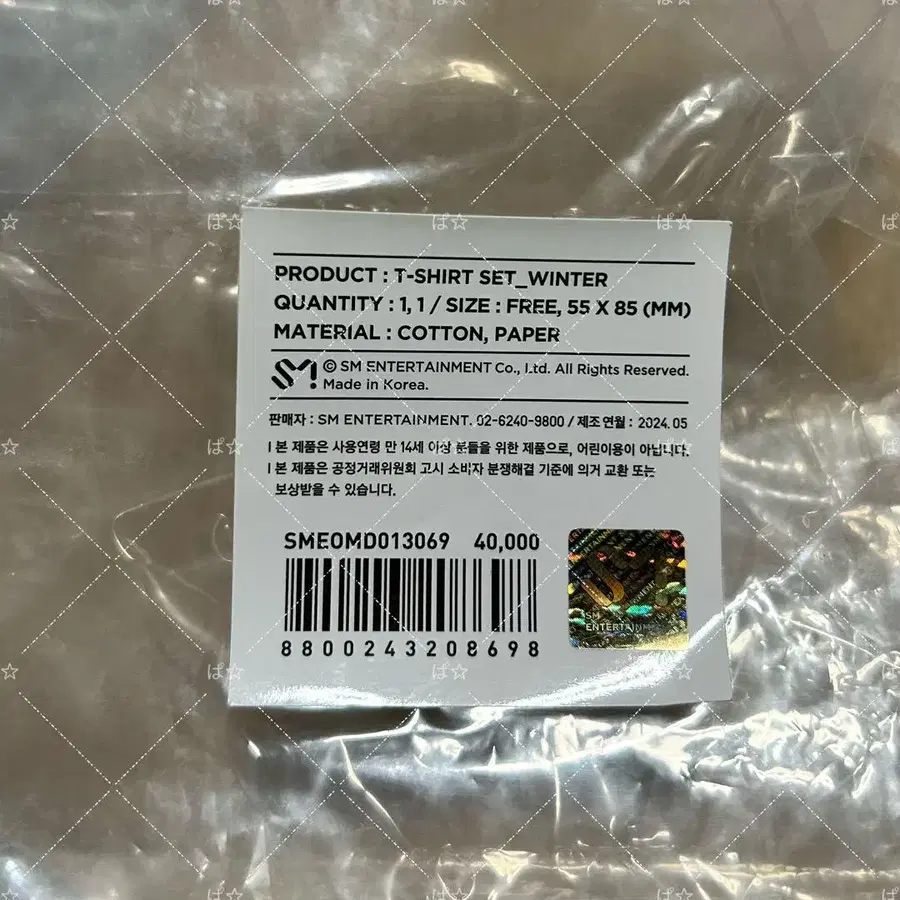 PRODUCT : T-SHIRT SET_WINTER
QUANTITY : 1, 1 / SIZE : FREE, 55 X 85 (MM)
MATERIAL : COTTON, PAPER
SM
© SM ENTERTAINMENT Co., Ltd. All Rights Reserved.
Made in Korea.
판매자 : SM ENTERTAINMENT. 02-6240-9800 / 제조연월 : 2024.05
l 본 제품은 사용연령 만 14세 이상 분들을 위한 제품으로, 어린이용이 아닙니다.
l 본 제품은 공정거래위원회 고시 소비자 분쟁해결 기준에 의거 교환 또는
보상받을 수 있습니다.
SMEOMD013069 40,000
8800243208698
SM
ENTERTAINMENT
ぱ☆